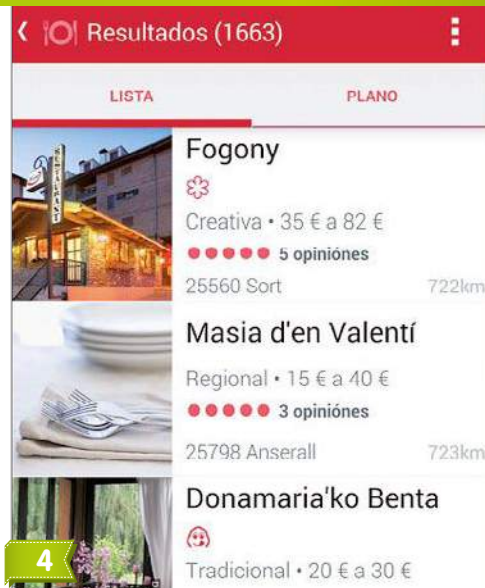 Resultados (1663)
LISTA
PLANO
RESTAURANT
Fogony
Creativa • 35 € a 82 €
5 opiniónes
25560 Sort
722km
Masia d'en Valentí
Regional • 15 € a 40 €
3 opiniónes
25798 Anserall
723km
Donamaria'ko Benta
Tradicional • 20 € a 30 €
4